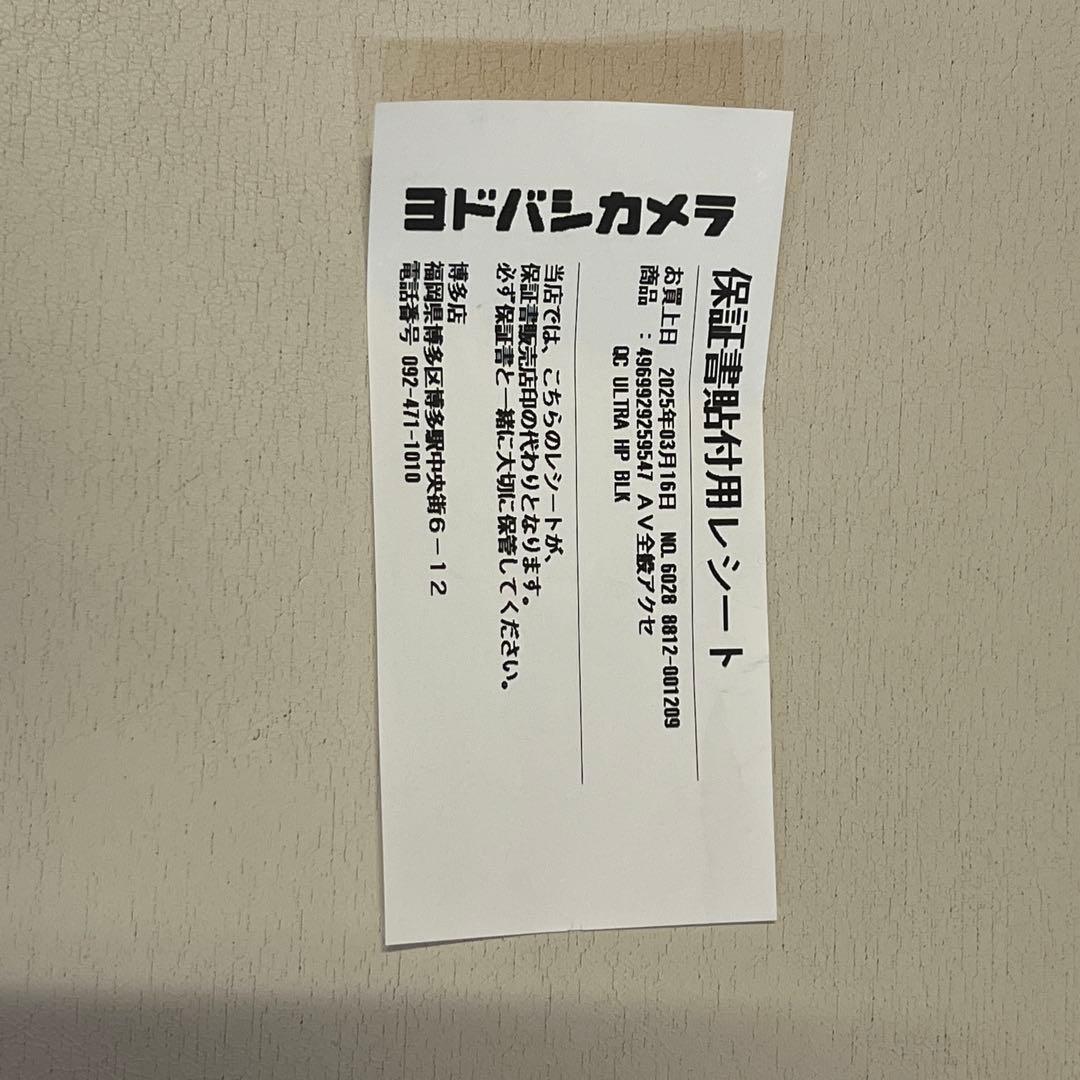 ヨドバシカメラ
保証書貼付用レシート
お買上日 2025年03月16日 NO.6028 8812-001209
商品 :4969929259547 AV全般アクセ
QC ULTRA HP BLK
当店では、こちらのレシートが、
保証書販売店印の代わりとなります。
必ず保証書と一緒に大切に保管してください。
博多店
福岡県博多区博多駅中央街6-12
電話番号 092-471-1010